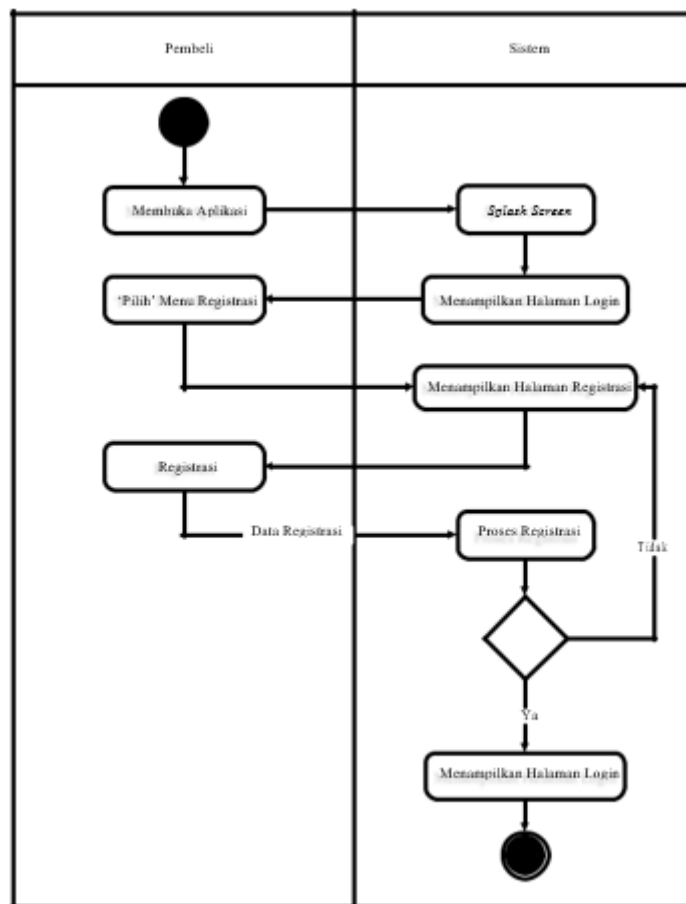 Pembeli
Sistem
Membuka Aplikasi
Splash Screen
Menampilkan Halaman Login
‘Pilih’ Menu Registrasi
Menampilkan Halaman Registrasi
Registrasi
Data Registrasi
Proses Registrasi
Tidak
Ya
Menampilkan Halaman Login